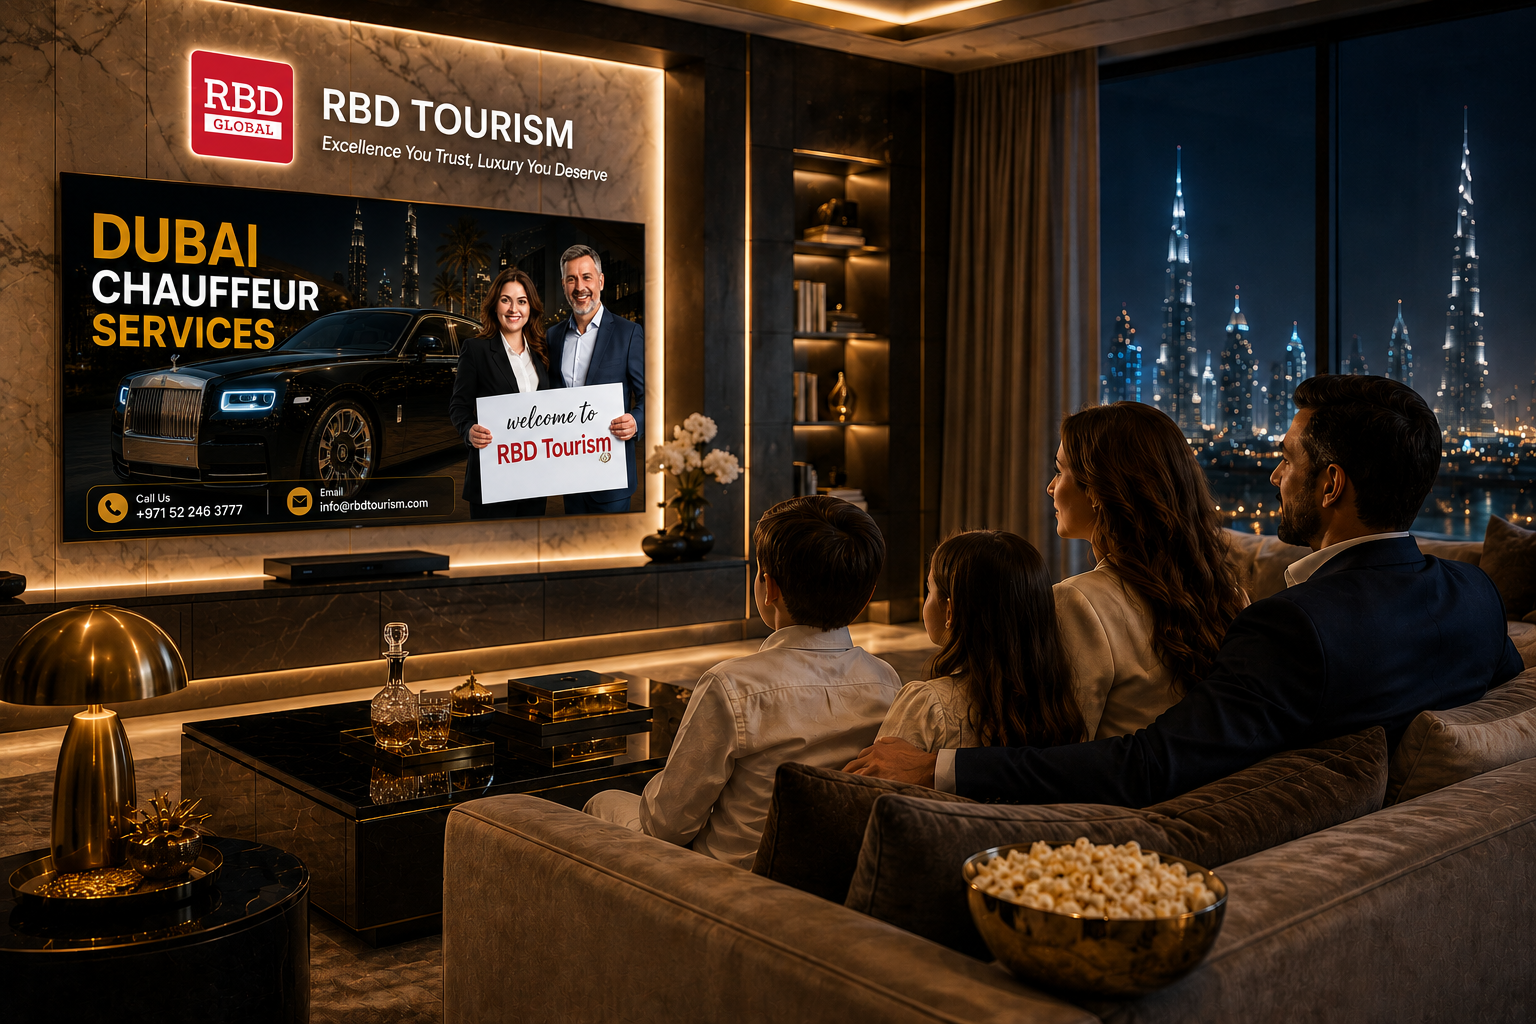 RBD
GLOBAL
RBD TOURISM
Excellence You Trust, Luxury You Deserve
DUBAI
CHAUFFEUR
SERVICES
welcome to
RBD Tourism
Call Us
+971 52 246 3777
Email
info@rbdtourism.com